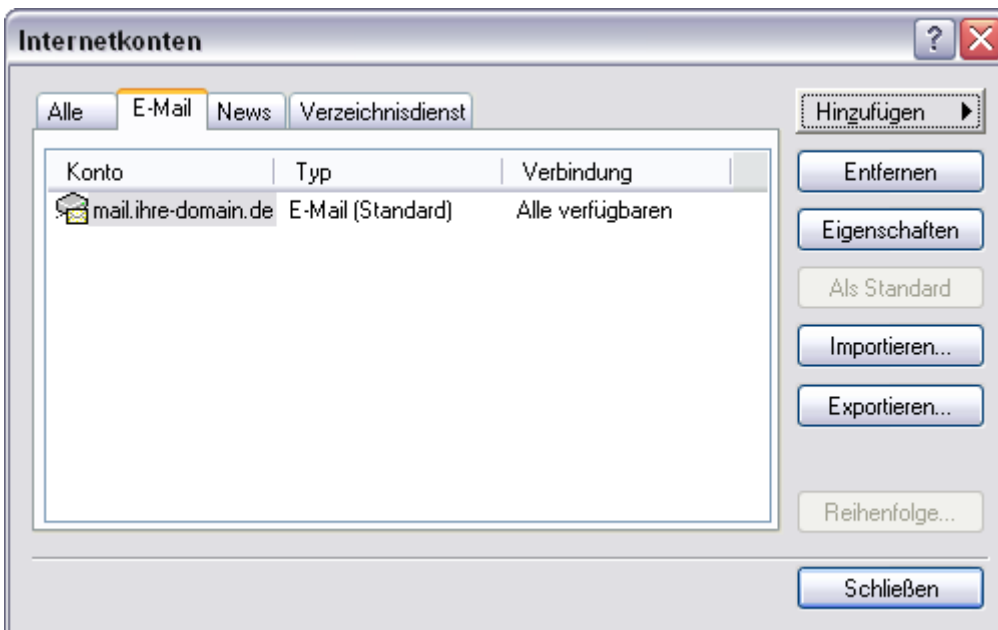 Internetkonten
Alle E-Mail News Verzeichnisdienst
Hinzufügen
Konto Typ Verbindung
Entfernen
mail.ihre-domain.de E-Mail (Standard) Alle verfügbaren
Eigenschaften
Als Standard
Importieren...
Exportieren...
Reihenfolge...
Schließen